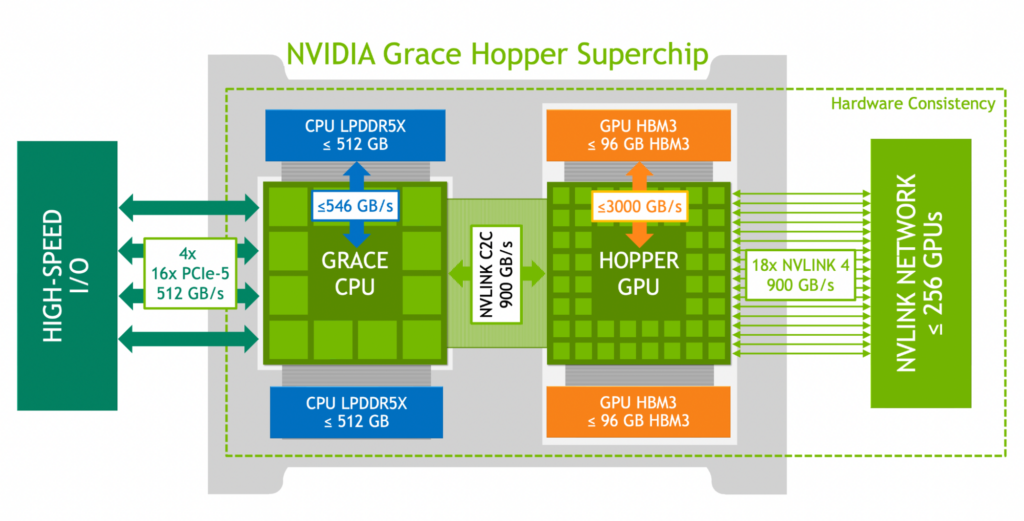 NVIDIA Grace Hopper Superchip
Hardware Consistency
CPU LPDDR5X
≤ 512 GB
GPU HBM3
≤ 96 GB HBM3
HIGH-SPEED
I/O
4x
16x PCIe-5
512 GB/s
≤546 GB/s
GRACE
CPU
NVLINK C2C
900 GB/s
≤3000 GB/s
HOPPER
GPU
18x NVLINK 4
900 GB/s
NVLINK NETWORK
≤ 256 GPUs
CPU LPDDR5X
≤ 512 GB
GPU HBM3
≤ 96 GB HBM3